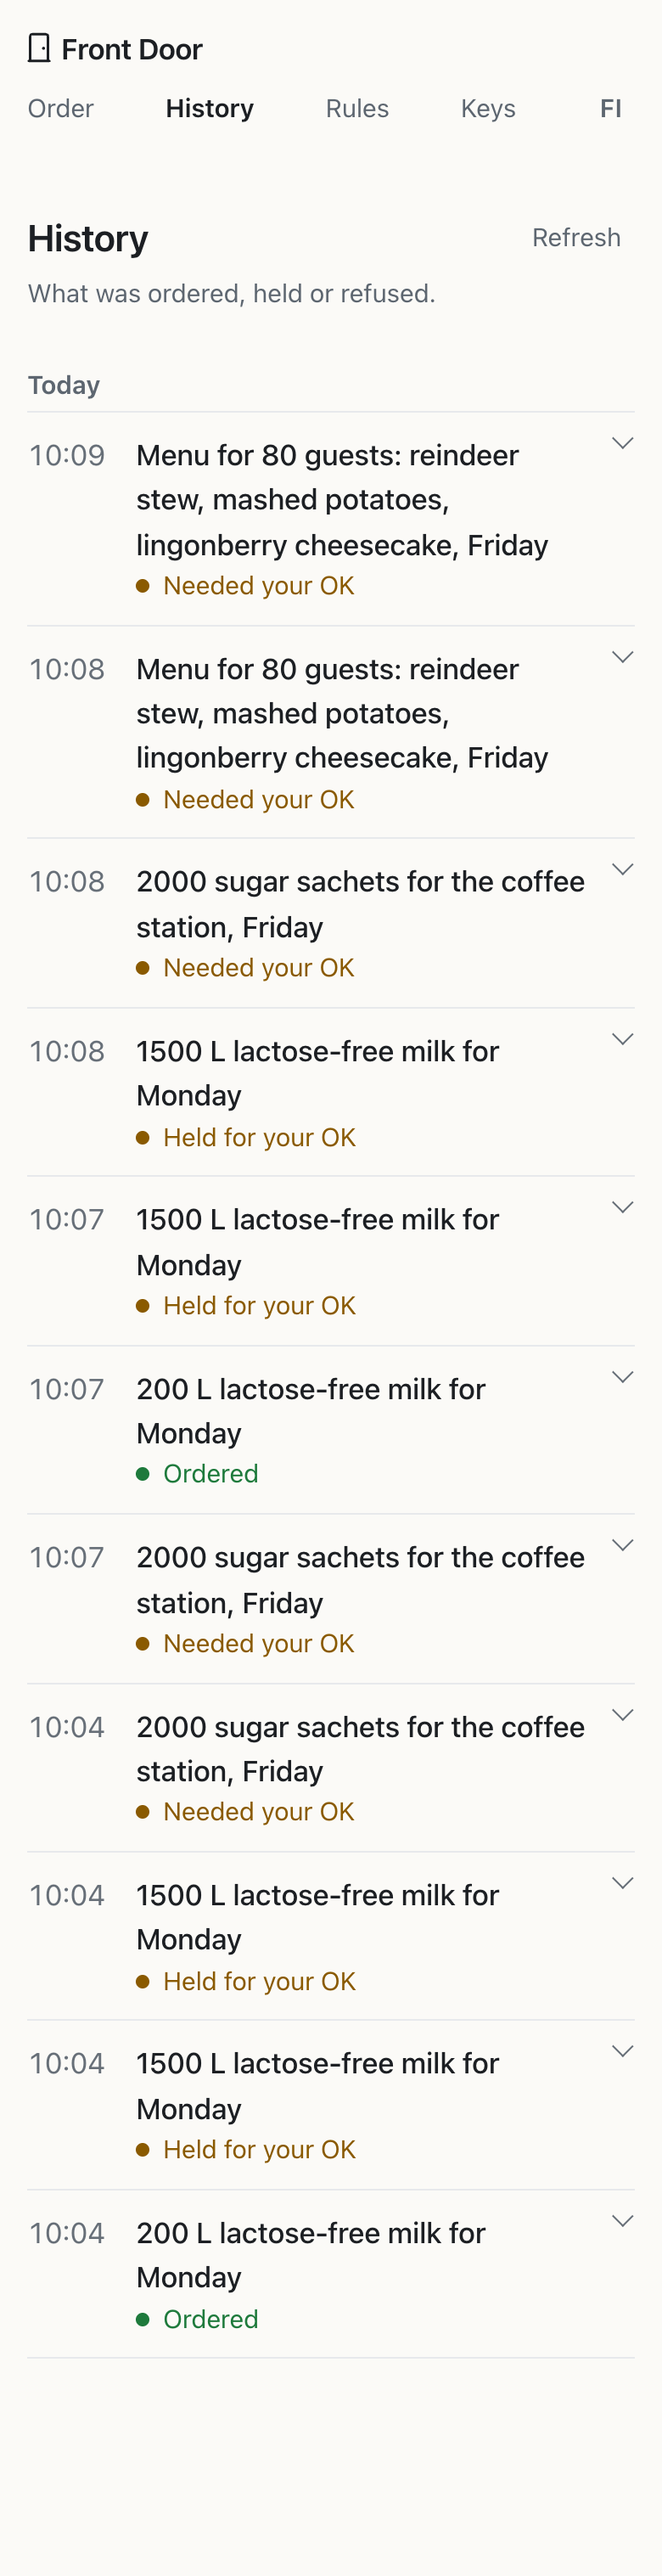 Front Door
Order History Rules Keys FI
History Refresh
What was ordered, held or refused.
Today
10:09 Menu for 80 guests: reindeer
stew, mashed potatoes,
lingonberry cheesecake, Friday
Needed your OK
10:08 Menu for 80 guests: reindeer
stew, mashed potatoes,
lingonberry cheesecake, Friday
Needed your OK
10:08 2000 sugar sachets for the coffee
station, Friday
Needed your OK
10:08 1500 L lactose-free milk for
Monday
Held for your OK
10:07 1500 L lactose-free milk for
Monday
Held for your OK
10:07 200 L lactose-free milk for
Monday
Ordered
10:07 2000 sugar sachets for the coffee
station, Friday
Needed your OK
10:04 2000 sugar sachets for the coffee
station, Friday
Needed your OK
10:04 1500 L lactose-free milk for
Monday
Held for your OK
10:04 1500 L lactose-free milk for
Monday
Held for your OK
10:04 200 L lactose-free milk for
Monday
Ordered